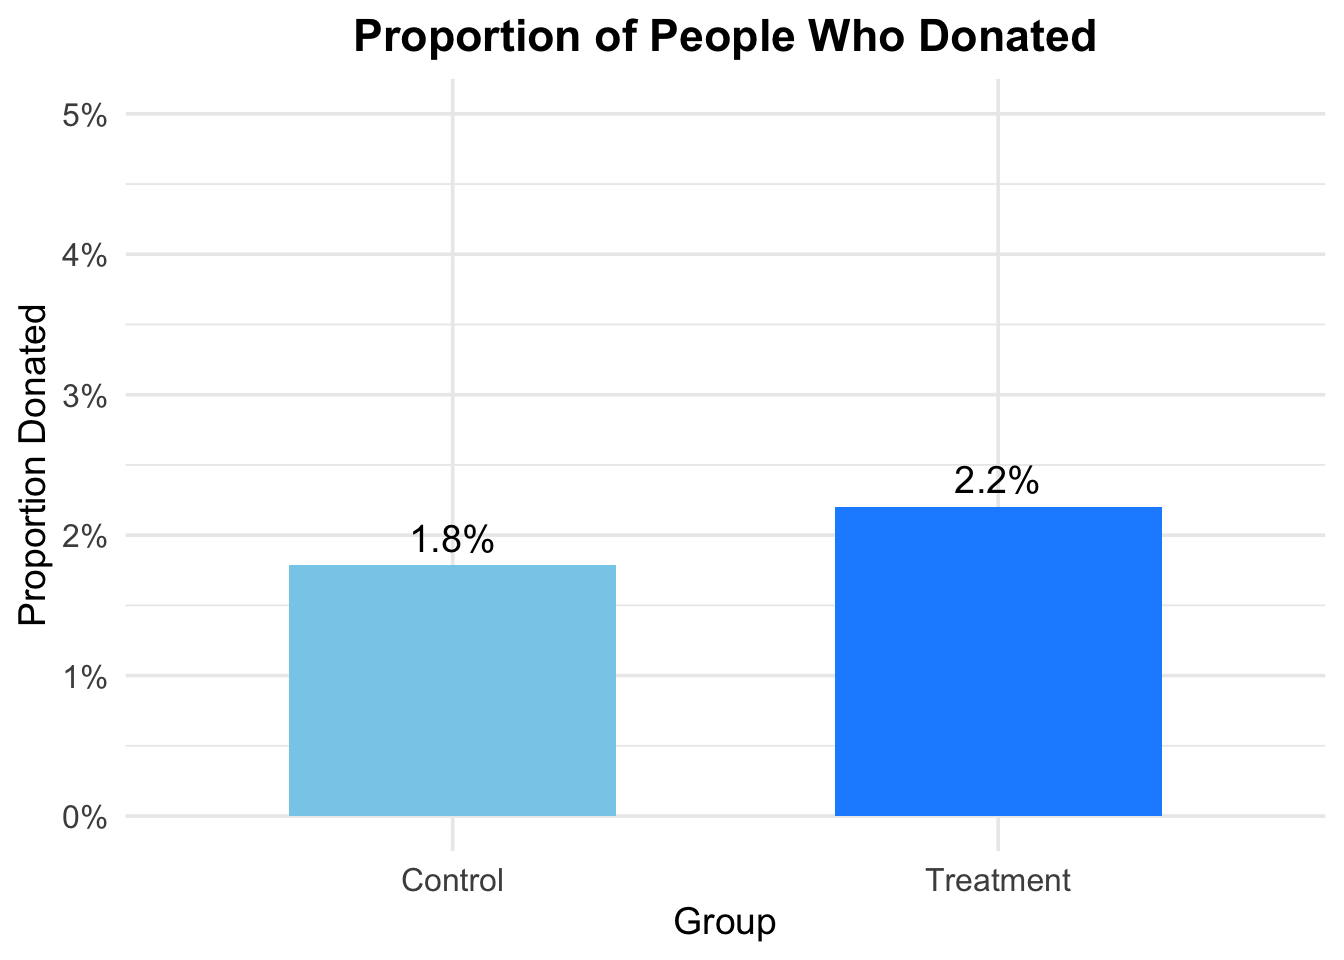 Proportion of People Who Donated
5%
4%
3%
2%
1%
0%
Proportion Donated
1.8%
2.2%
Control
Treatment
Group